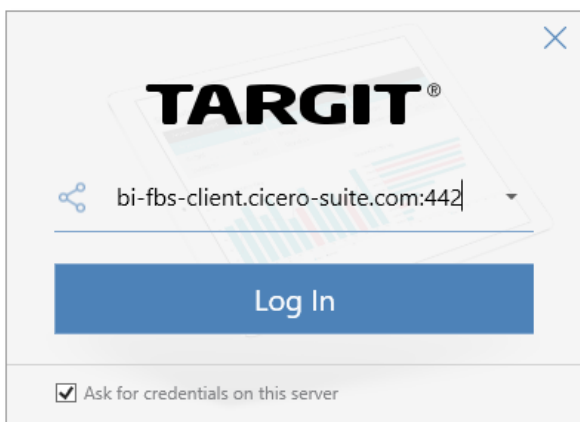 TARGIT®
bi-fbs-client.cicero-suite.com:442
Log In
Ask for credentials on this server